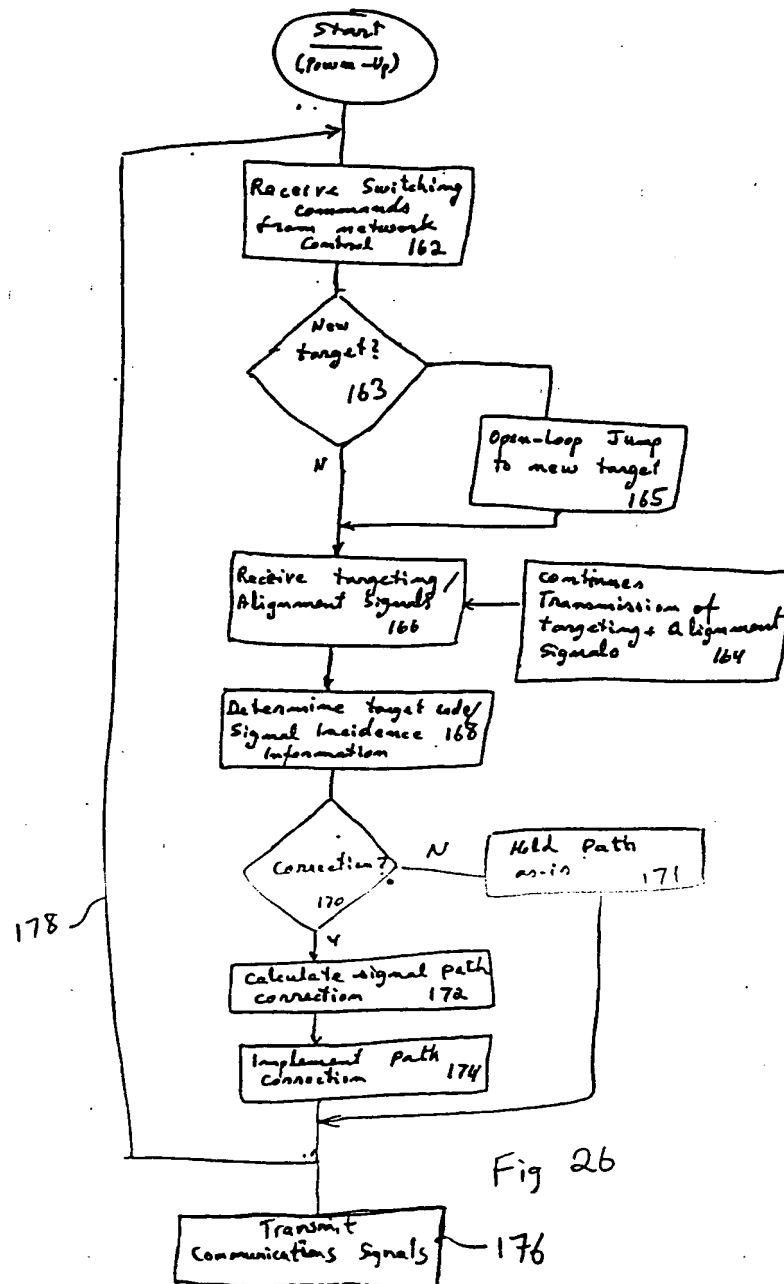 Start
(Power-Up)
Receive Switching
commands
from network
Control 162
New
target?
163
N
Open-Loop Jump
to new target
165
Receive targeting/
Alignment Signals
166
continues
Transmission of
targeting + Alignment
Signals 164
Determine target code/
Signal Incidence 168
Information
Correction?
170
N
Hold Path
as-is 171
Y
Calculate signal path
correction 172
Implement path
correction 174
178
Fig 26
Transmit
Communications Signals
176